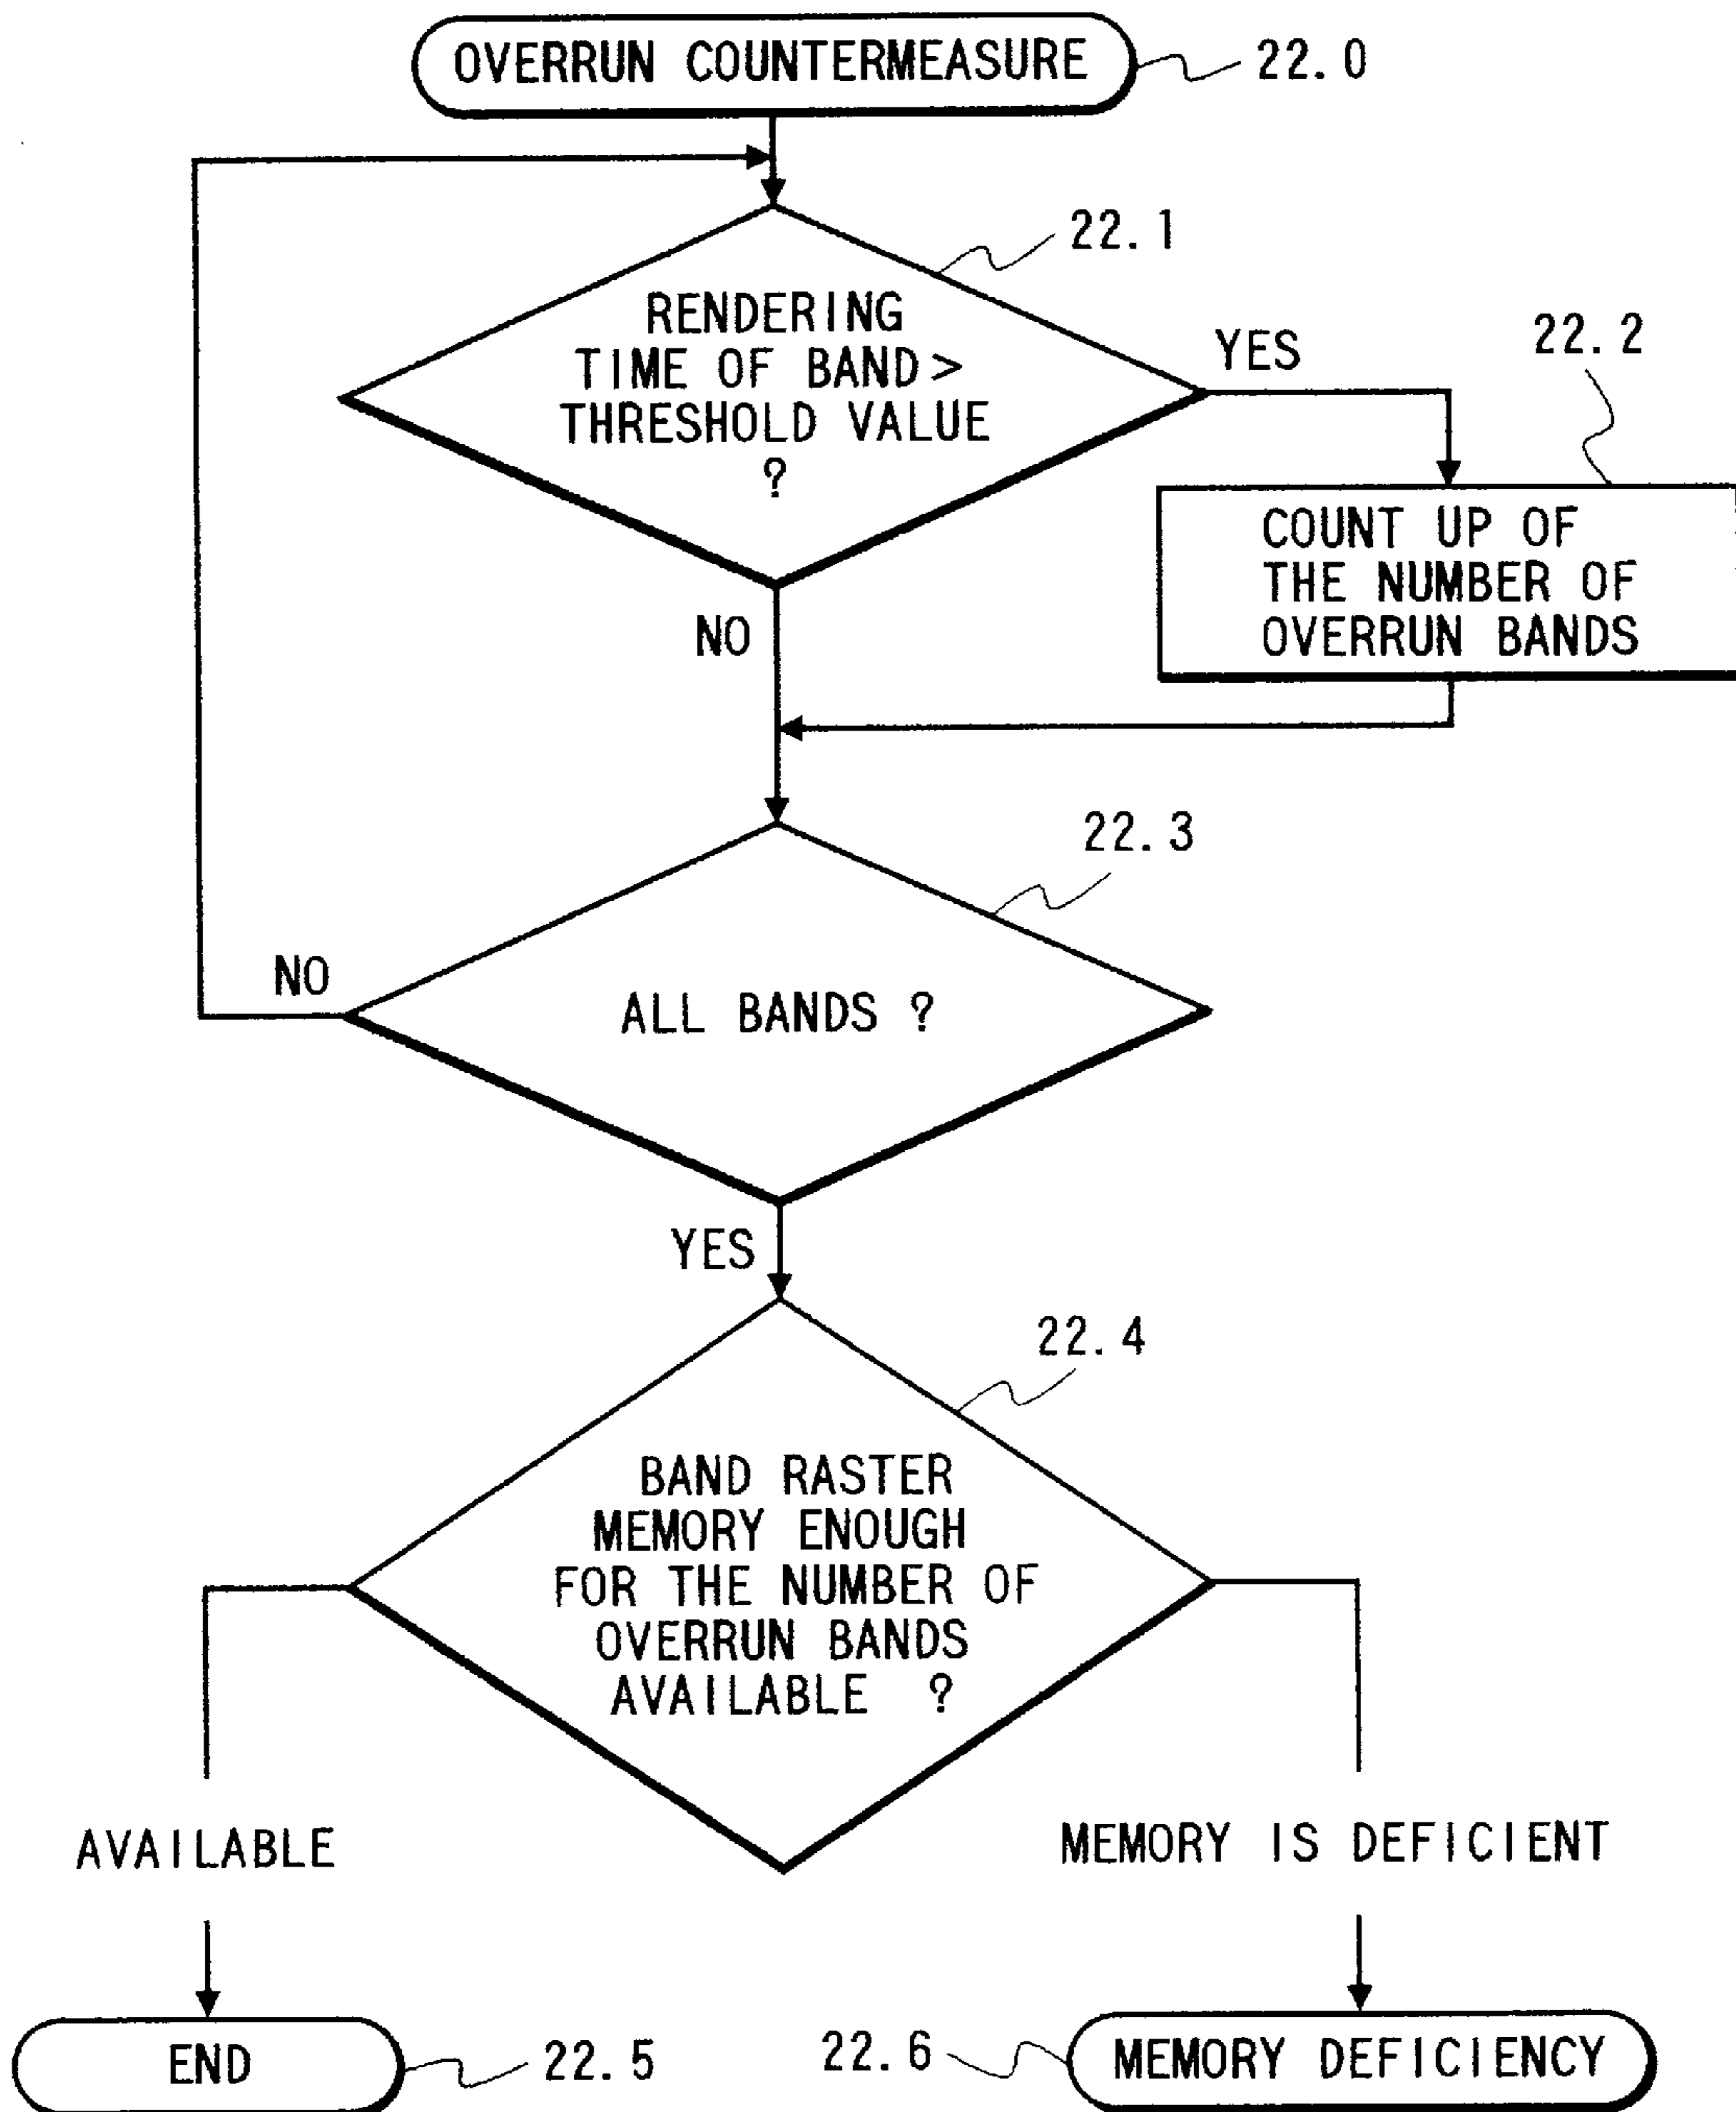 OVERRUN COUNTERMEASURE
22.0
22.1
RENDERING
TIME OF BAND>
THRESHOLD VALUE
?
YES
22.2
COUNT UP OF
THE NUMBER OF
OVERRUN BANDS
NO
22.3
NO
ALL BANDS ?
YES
22.4
BAND RASTER
MEMORY ENOUGH
FOR THE NUMBER OF
OVERRUN BANDS
AVAILABLE ?
AVAILABLE
MEMORY IS DEFICIENT
END
22.5
22.6
MEMORY DEFICIENCY